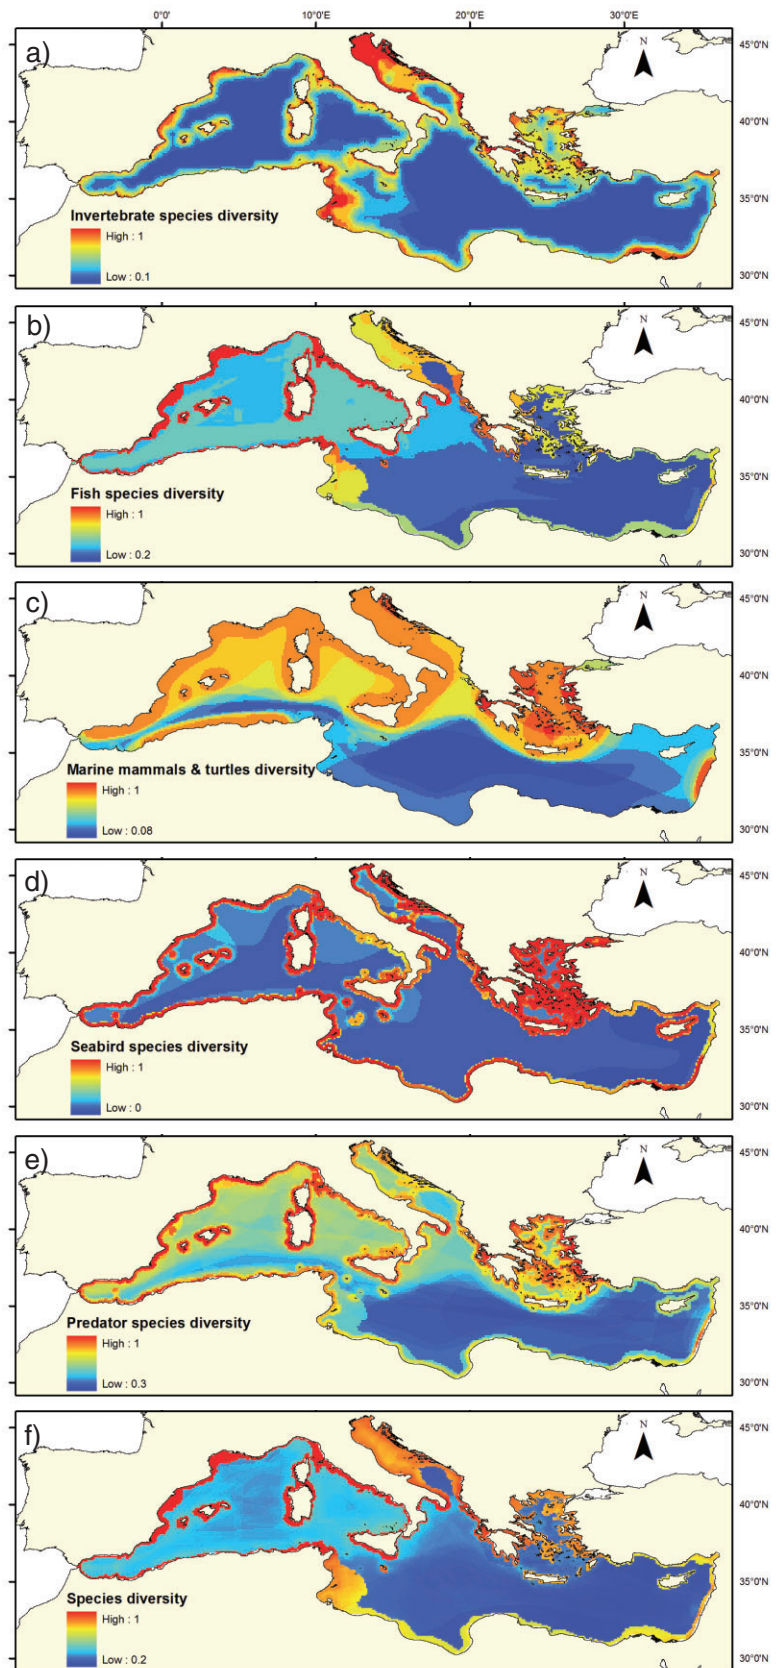 0°'0" 10°0'E 20°0'E 30°0'E
a)
N
45°0'N
40°0'N
35°0'N
30°0'N
Invertebrate species diversity
High : 1
Low : 0.1
b)
N
45°0'N
40°0'N
35°0'N
30°0'N
Fish species diversity
High : 1
Low : 0.2
c)
N
45°0'N
40°0'N
35°0'N
30°0'N
Marine mammals & turtles diversity
High : 1
Low : 0.08
d)
N
45°0'N
40°0'N
35°0'N
30°0'N
Seabird species diversity
High : 1
Low : 0
e)
N
45°0'N
40°0'N
35°0'N
30°0'N
Predator species diversity
High : 1
Low : 0.3
f)
N
45°0'N
40°0'N
35°0'N
30°0'N
Species diversity
High : 1
Low : 0.2